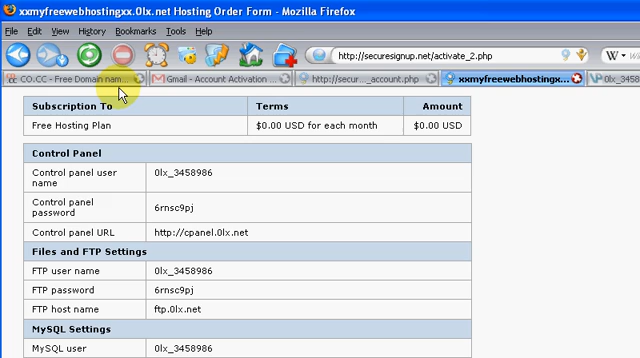 xxmyfreewebhostingxx.0lx.net Hosting Order Form - Mozilla Firefox
File Edit View History Bookmarks Tools Help
http://securesignup.net/activate_2.php
CO.CC - Free Domain nam... Gmail - Account Activation http://secur..._account.php xxmyfreewebhostingx... 0lx_3458
Subscription To Terms Amount
Free Hosting Plan $0.00 USD for each month $0.00 USD
Control Panel
Control panel user name 0lx_3458986
Control panel password 6rnsc9pj
Control panel URL http://cpanel.0lx.net
Files and FTP Settings
FTP user name 0lx_3458986
FTP password 6rnsc9pj
FTP host name ftp.0lx.net
MySQL Settings
MySQL user 0lx_3458986